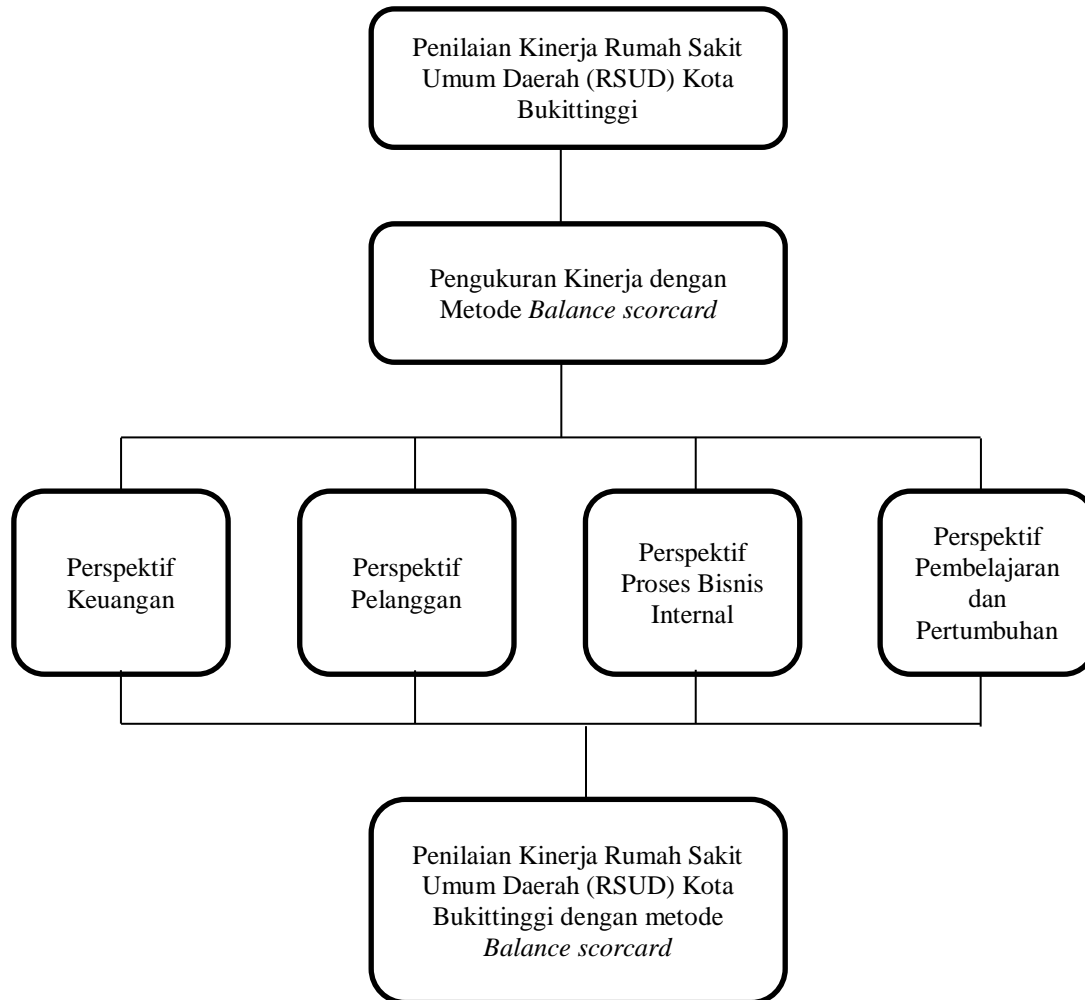 Penilaian Kinerja Rumah Sakit
Umum Daerah (RSUD) Kota
Bukittinggi
Pengukuran Kinerja dengan
Metode Balance scorcard
Perspektif
Keuangan
Perspektif
Pelanggan
Perspektif
Proses Bisnis
Internal
Perspektif
Pembelajaran
dan
Pertumbuhan
Penilaian Kinerja Rumah Sakit
Umum Daerah (RSUD) Kota
Bukittinggi dengan metode
Balance scorcard